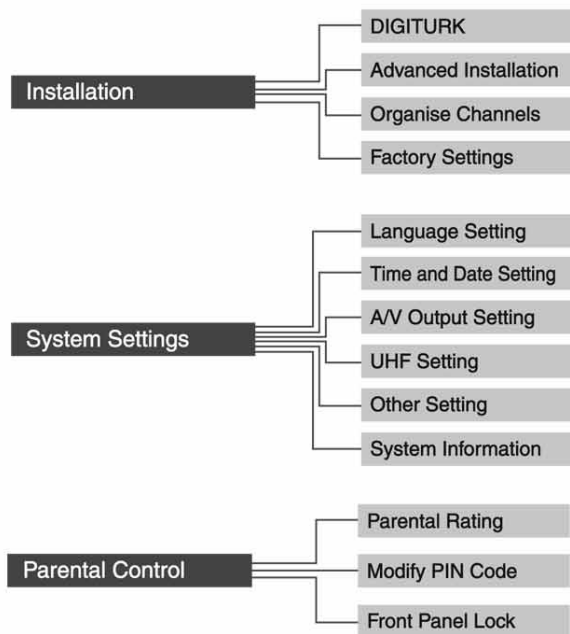 Installation
DIGITURK
Advanced Installation
Organise Channels
Factory Settings
System Settings
Language Setting
Time and Date Setting
A/V Output Setting
UHF Setting
Other Setting
System Information
Parental Control
Parental Rating
Modify PIN Code
Front Panel Lock